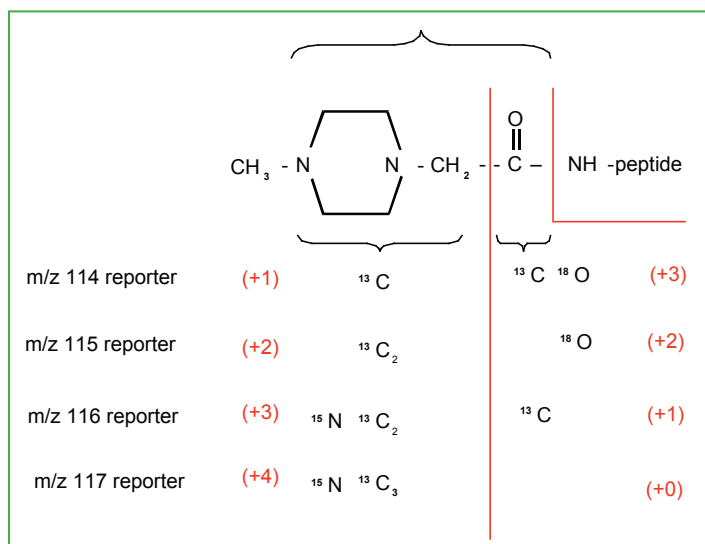 O
CH₃ - N N - CH₂ - - C – NH -peptide
m/z 114 reporter (+1) ¹³C ¹³C ¹⁸O (+3)
m/z 115 reporter (+2) ¹³C₂ ¹⁸O (+2)
m/z 116 reporter (+3) ¹⁵N ¹³C₂ ¹³C (+1)
m/z 117 reporter (+4) ¹⁵N ¹³C₃ (+0)